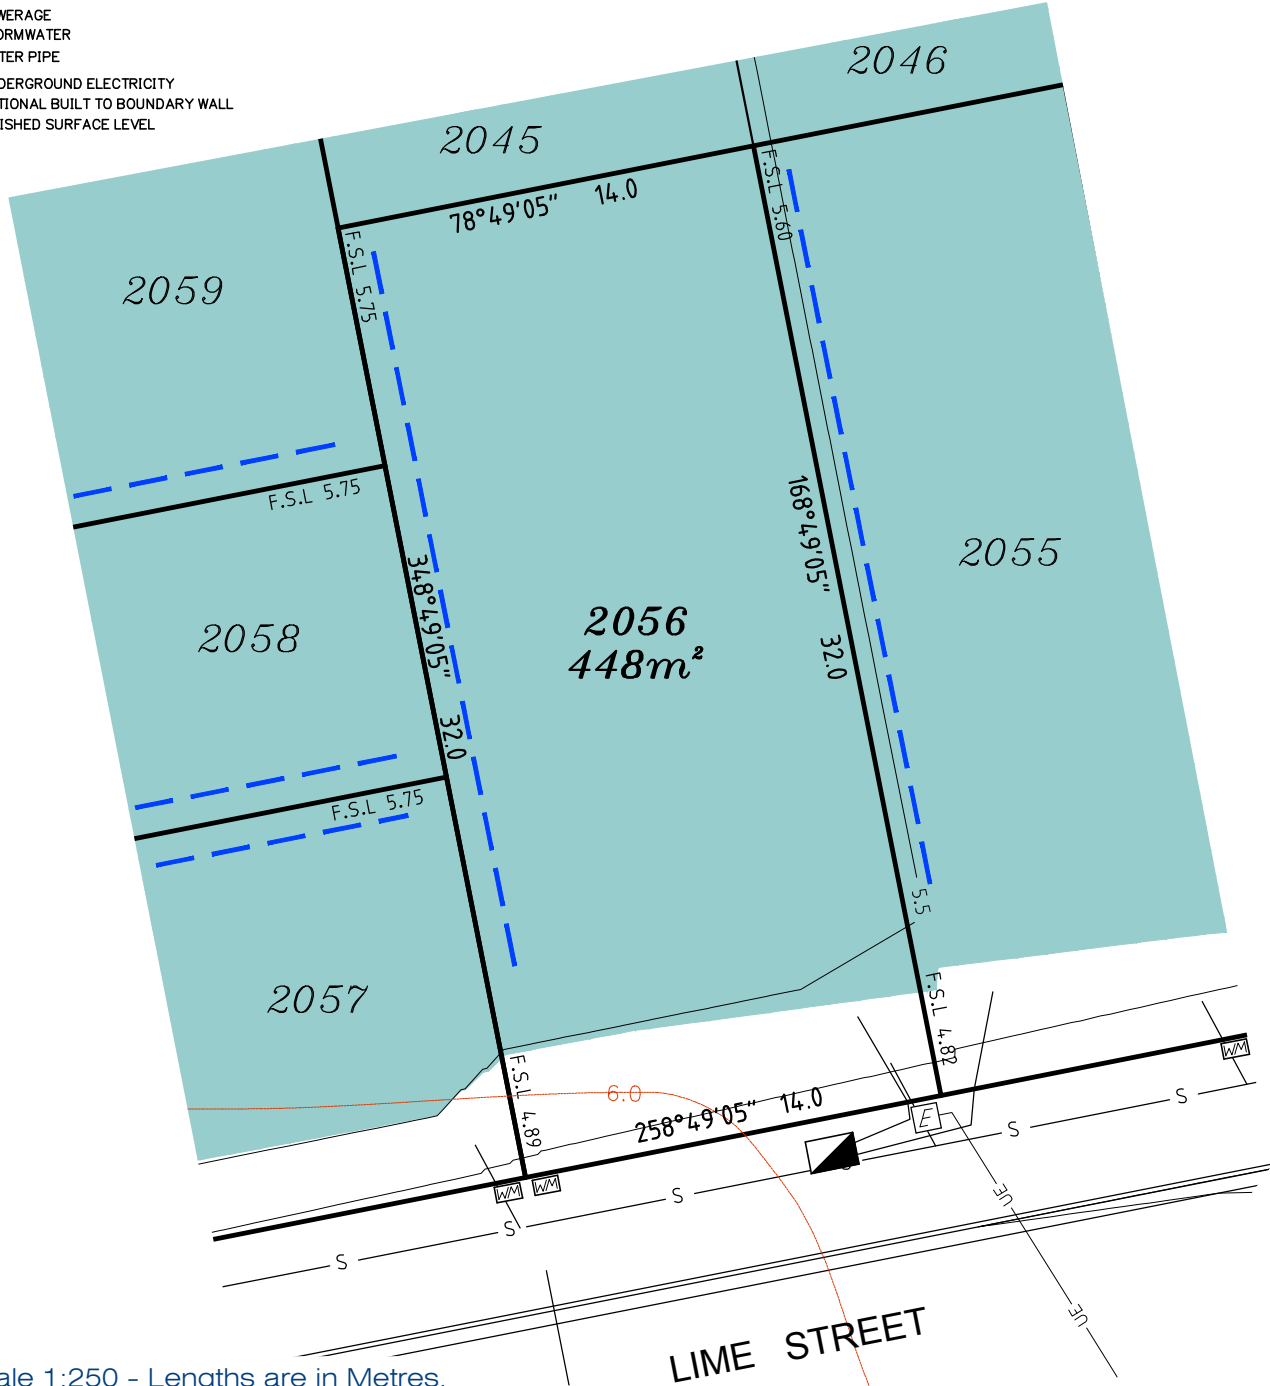 WERAGE
ORMWATER
TER PIPE
DERGROUND ELECTRICITY
TIONAL BUILT TO BOUNDARY WALL
ISHED SURFACE LEVEL
2046
2045
78°49'05" 14.0
F.S.L 5.60
F.S.L 5.75
2059
F.S.L 5.75
168°49'05" 32.0
2055
348°49'05" 32.0
2056
448m²
2058
F.S.L 5.75
5.5
2057
F.S.L 4.82
F.S.L 4.89
6.0
258°49'05" 14.0
E
WM
WM
WM
S
S
S
S
S
S
UE
UE
LIME STREET
ale 1:250 - Lengths are in Metres.